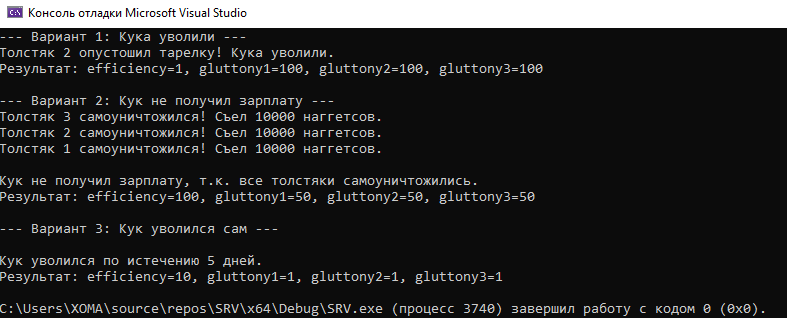 Консоль отладки Microsoft Visual Studio
--- Вариант 1: Кука уволили ---
Толстяк 2 опустошил тарелку! Кука уволили.
Результат: efficiency=1, gluttony1=100, gluttony2=100, gluttony3=100
--- Вариант 2: Кук не получил зарплату ---
Толстяк 3 самоуничтожился! Съел 10000 наггетсов.
Толстяк 2 самоуничтожился! Съел 10000 наггетсов.
Толстяк 1 самоуничтожился! Съел 10000 наггетсов.
Кук не получил зарплату, т.к. все толстяки самоуничтожились.
Результат: efficiency=100, gluttony1=50, gluttony2=50, gluttony3=50
--- Вариант 3: Кук уволился сам ---
Кук уволился по истечению 5 дней.
Результат: efficiency=10, gluttony1=1, gluttony2=1, gluttony3=1
C:\Users\XOMA\source\repos\SRV\x64\Debug\SRV.exe (процесс 3740) завершил работу с кодом 0 (0x0).